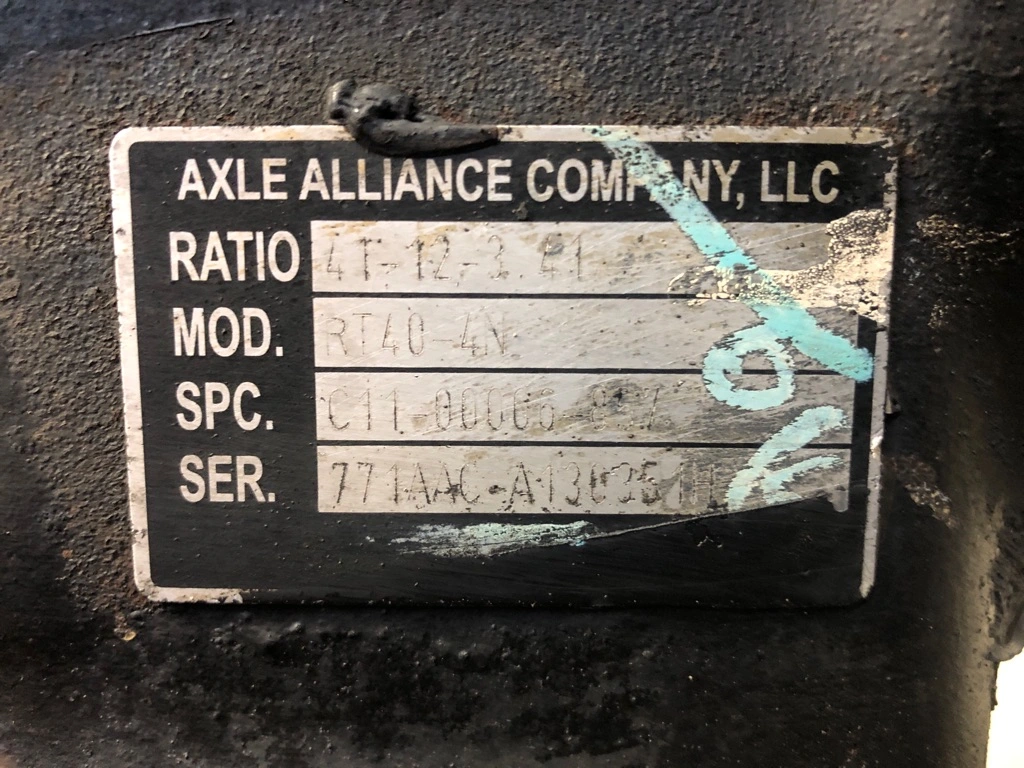 AXLE ALLIANCE COMPANY, LLC
RATIO 41-12-3.41
MOD. RT40-4N
SPC.
SER.